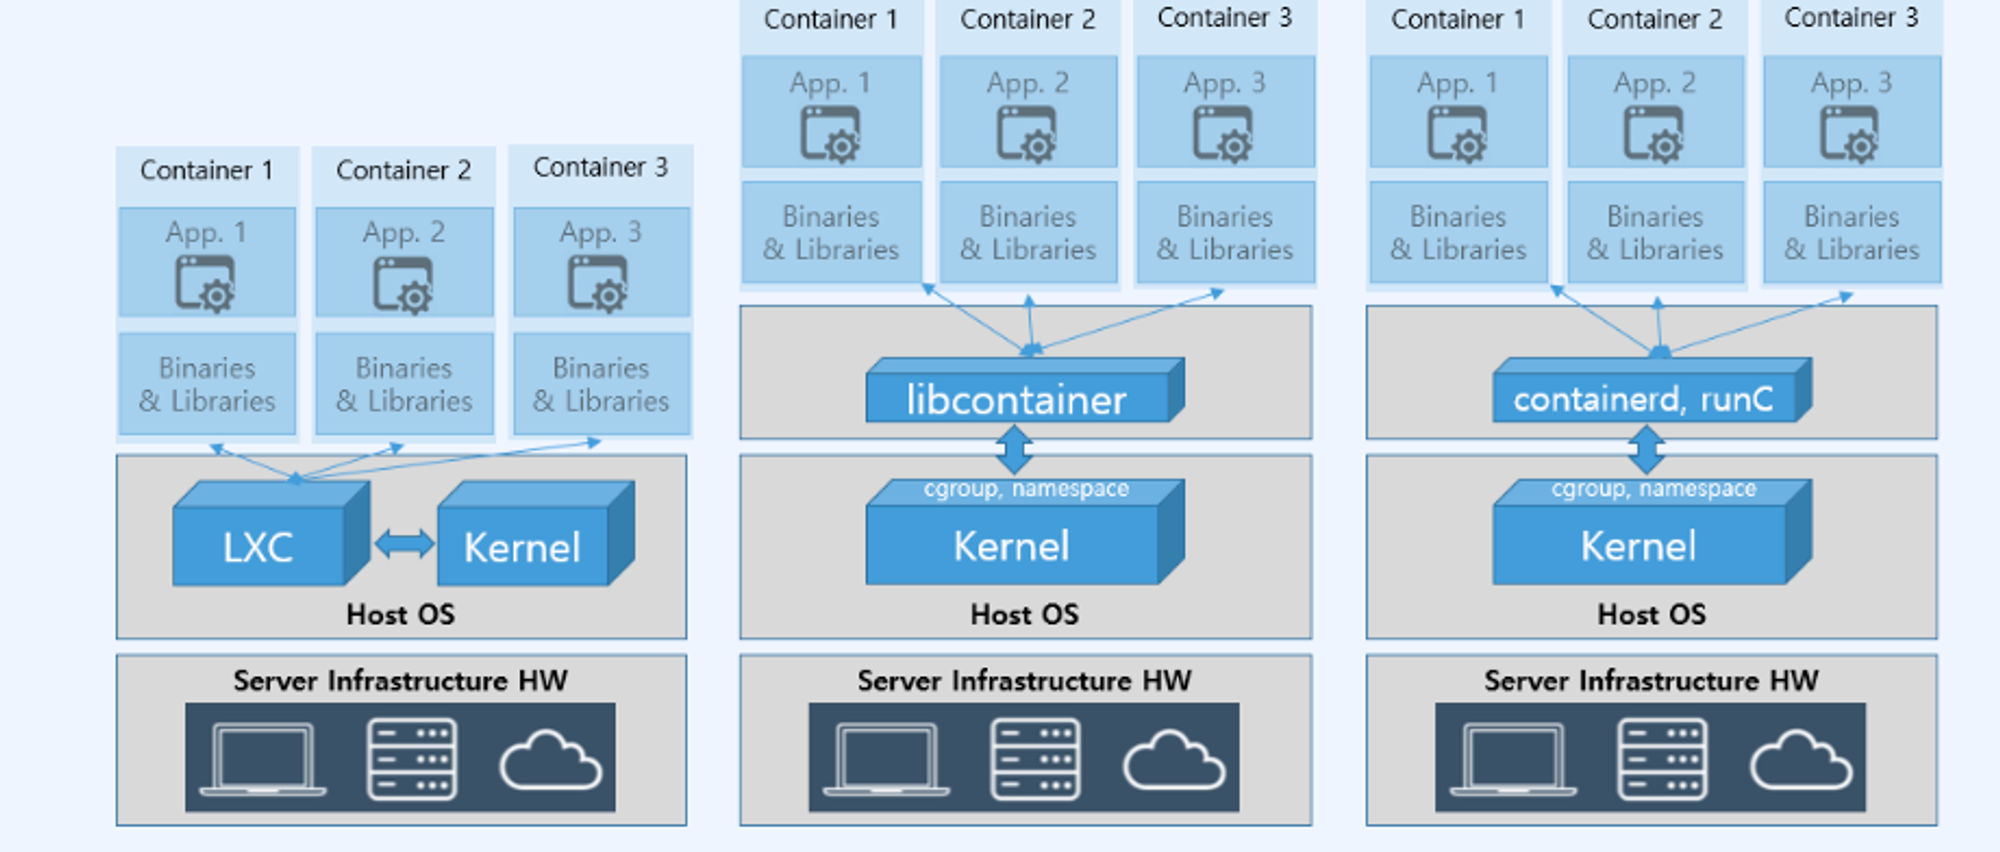 Container 1
Container 2
Container 3
App. 1
App. 2
App. 3
Binaries
& Libraries
Binaries
& Libraries
Binaries
& Libraries
LXC
Kernel
Host OS
Server Infrastructure HW
Container 1
Container 2
Container 3
App. 1
App. 2
App. 3
Binaries
& Libraries
Binaries
& Libraries
Binaries
& Libraries
libcontainer
cgroup, namespace
Kernel
Host OS
Server Infrastructure HW
Container 1
Container 2
Container 3
App. 1
App. 2
App. 3
Binaries
& Libraries
Binaries
& Libraries
Binaries
& Libraries
containerd, runC
cgroup, namespace
Kernel
Host OS
Server Infrastructure HW